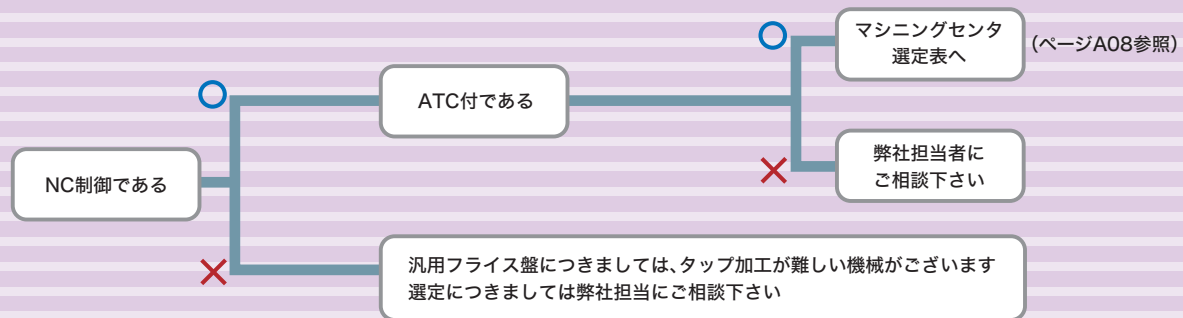 NC制御である
ATC付である
マシニングセンタ
選定表へ
(ページA08参照)
弊社担当者に
ご相談下さい
汎用フライス盤につきましては、タップ加工が難しい機械がございます
選定につきましては弊社担当にご相談下さい